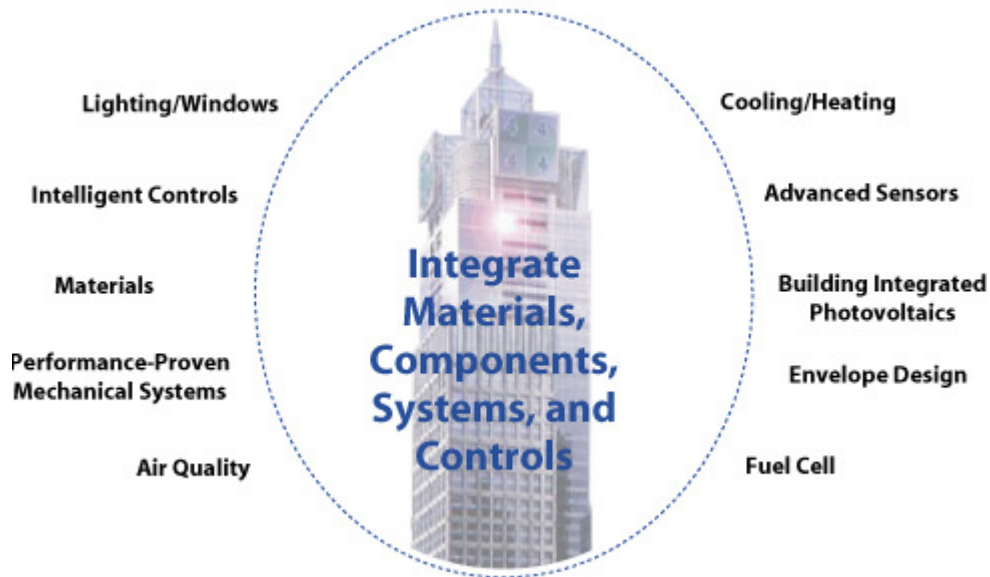 Lighting/Windows
Intelligent Controls
Materials
Performance-Proven
Mechanical Systems
Air Quality
Integrate
Materials,
Components,
Systems, and
Controls
Cooling/Heating
Advanced Sensors
Building Integrated
Photovoltaics
Envelope Design
Fuel Cell